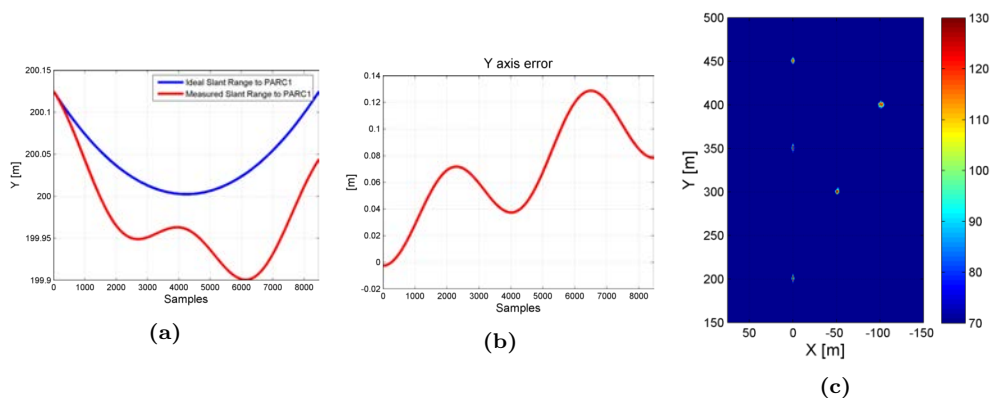 200.15
200.1
200.05
200
199.95
199.9
Y [m]
Ideal Slant Range to PARC1
Measured Slant Range to PARC1
0 1000 2000 3000 4000 5000 6000 7000 8000
Samples
(a)
Y axis error
0.14
0.12
0.1
0.08
0.06
0.04
0.02
0
-0.02
[m]
0 1000 2000 3000 4000 5000 6000 7000 8000
Samples
(b)
500
450
400
350
300
250
200
150
Y [m]
50 0 -50 -100 -150
X [m]
130
120
110
100
90
80
70
(c)